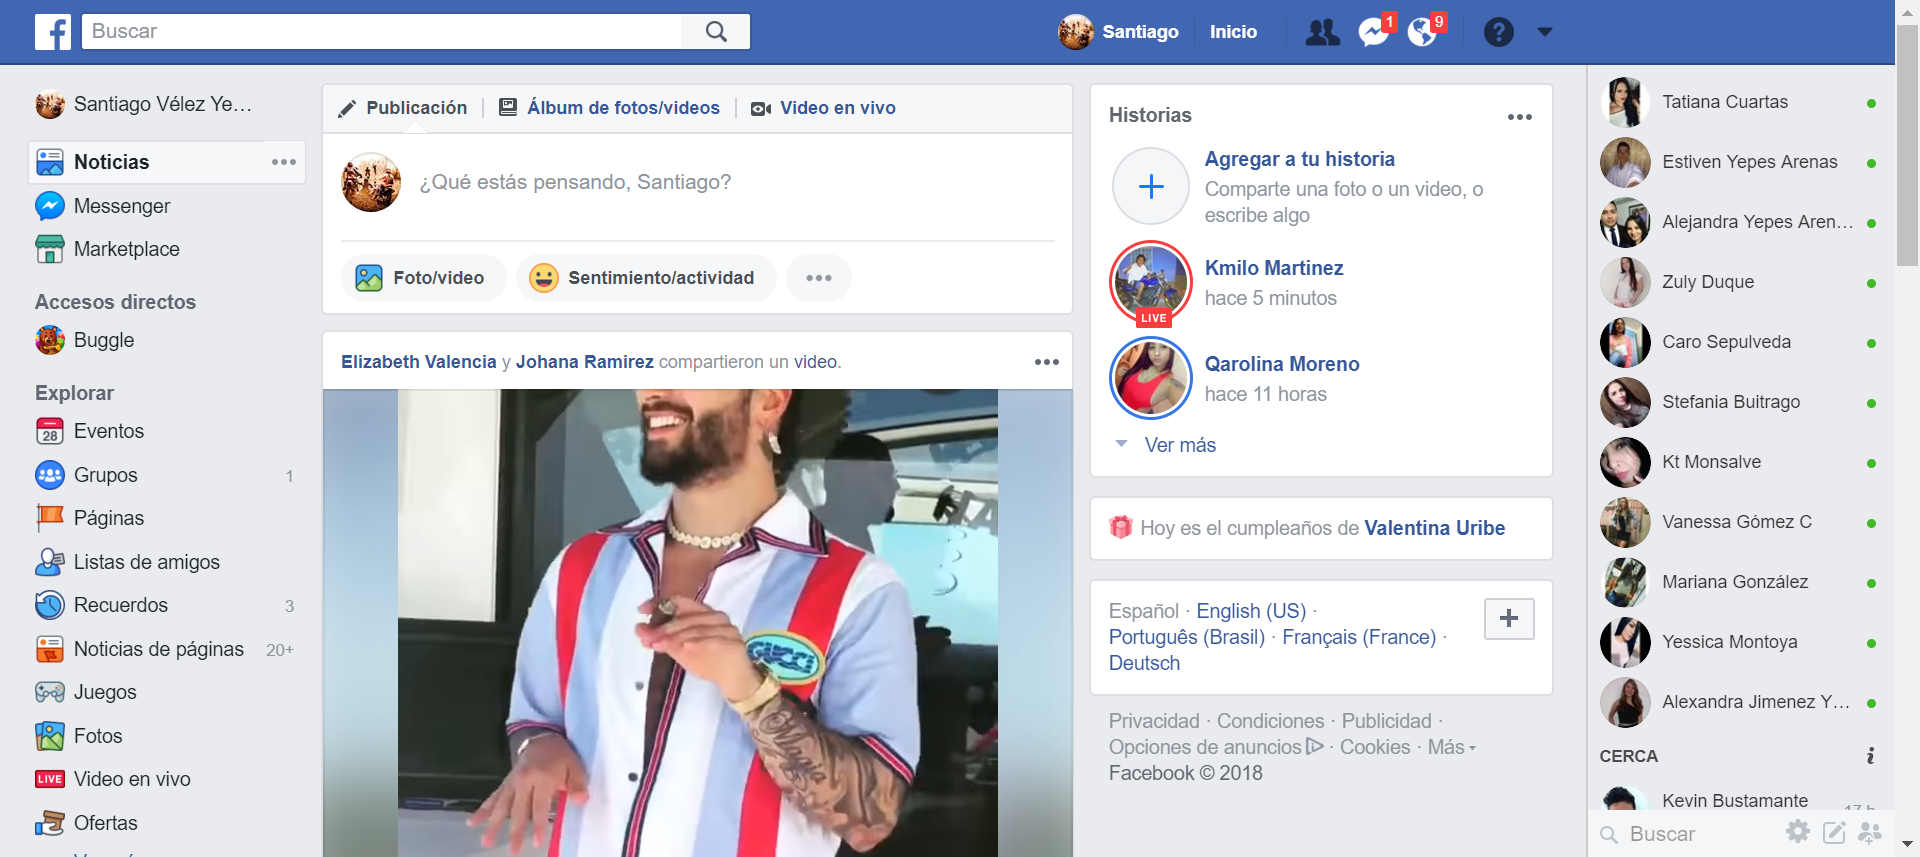 Buscar
Santiago
Inicio
1
9
Santiago Vélez Ye...
Noticias
Messenger
Marketplace
Accesos directos
Buggle
Explorar
28
Eventos
Grupos 1
Páginas
Listas de amigos
Recuerdos 3
Noticias de páginas 20+
Juegos
Fotos
LIVE Video en vivo
Ofertas
Publicación
Álbum de fotos/videos
Video en vivo
¿Qué estás pensando, Santiago?
Foto/video
Sentimiento/actividad
Elizabeth Valencia y Johana Ramirez compartieron un video.
GUCCI
Historias
Agregar a tu historia
Comparte una foto o un video, o
escribe algo
Kmilo Martinez
hace 5 minutos
LIVE
Qarolina Moreno
hace 11 horas
Ver más
Hoy es el cumpleaños de Valentina Uribe
Español · English (US) ·
Português (Brasil) · Français (France) ·
Deutsch
Privacidad · Condiciones · Publicidad ·
Opciones de anuncios · Cookies · Más
Facebook © 2018
Tatiana Cuartas
Estiven Yepes Arenas
Alejandra Yepes Aren...
Zuly Duque
Caro Sepulveda
Stefania Buitrago
Kt Monsalve
Vanessa Gómez C
Mariana González
Yessica Montoya
Alexandra Jimenez Y...
CERCA
Kevin Bustamante
Buscar